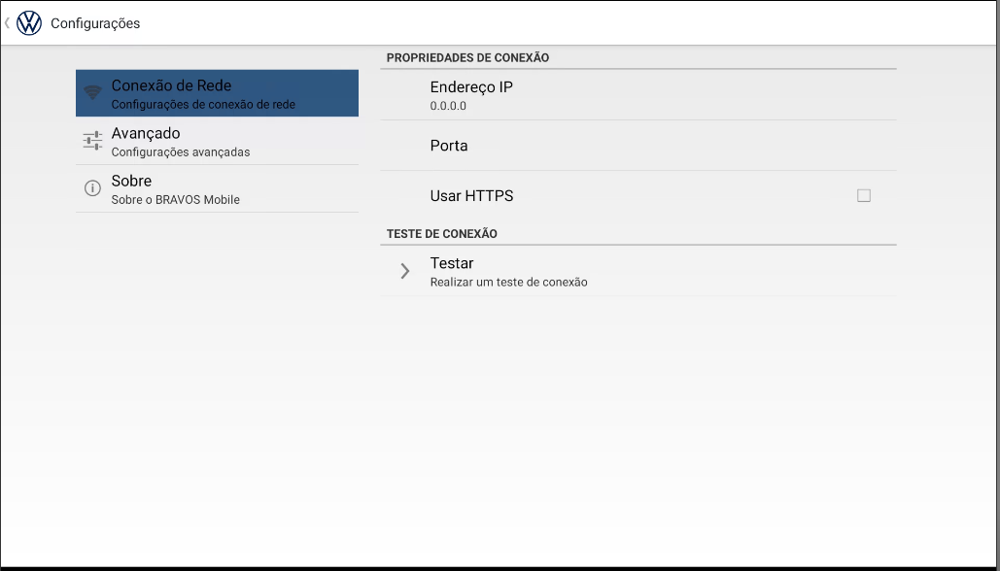 Configurações
Conexão de Rede
Configurações de conexão de rede
Avançado
Configurações avançadas
Sobre
Sobre o BRAVOS Mobile
PROPRIEDADES DE CONEXÃO
Endereço IP
0.0.0.0
Porta
Usar HTTPS
TESTE DE CONEXÃO
Testar
Realizar um teste de conexão